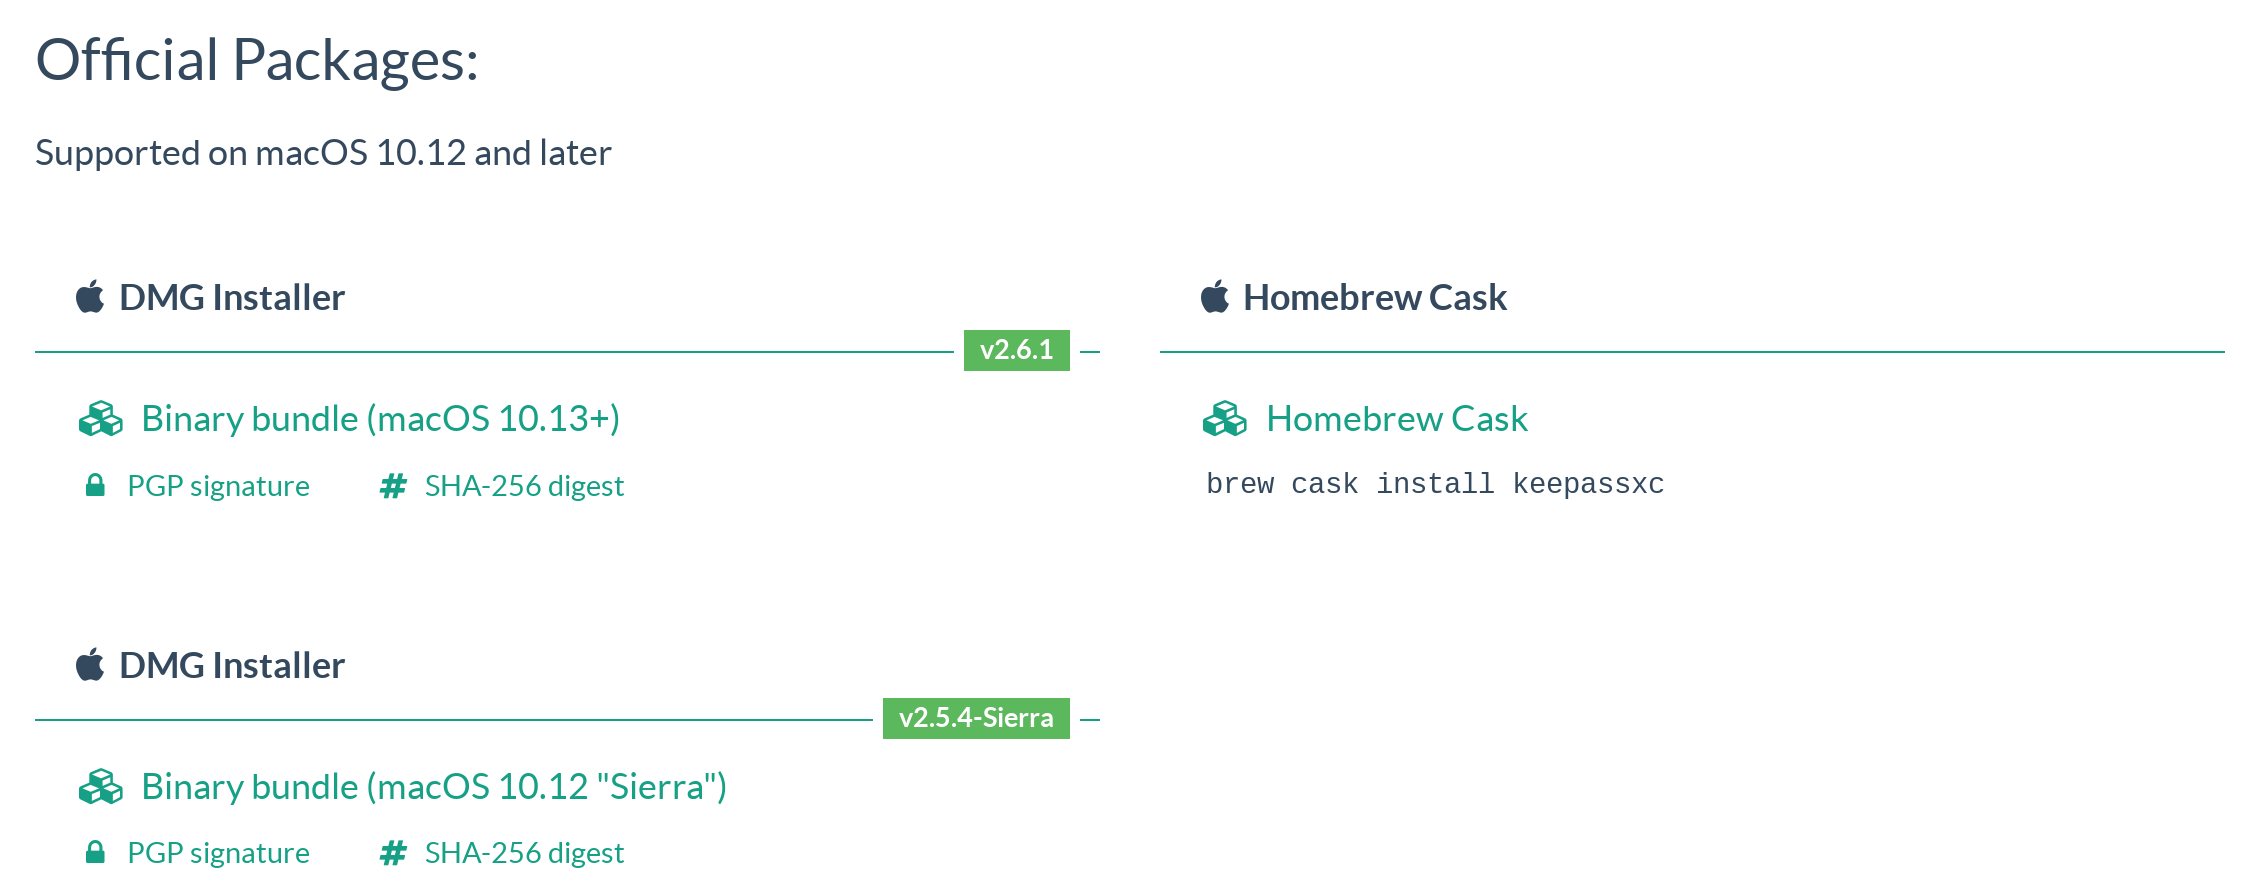 Official Packages:
Supported on macOS 10.12 and later
DMG Installer
v2.6.1
Binary bundle (macOS 10.13+)
PGP signature
SHA-256 digest
Homebrew Cask
Homebrew Cask
brew cask install keepassxc
DMG Installer
v2.5.4-Sierra
Binary bundle (macOS 10.12 "Sierra")
PGP signature
SHA-256 digest